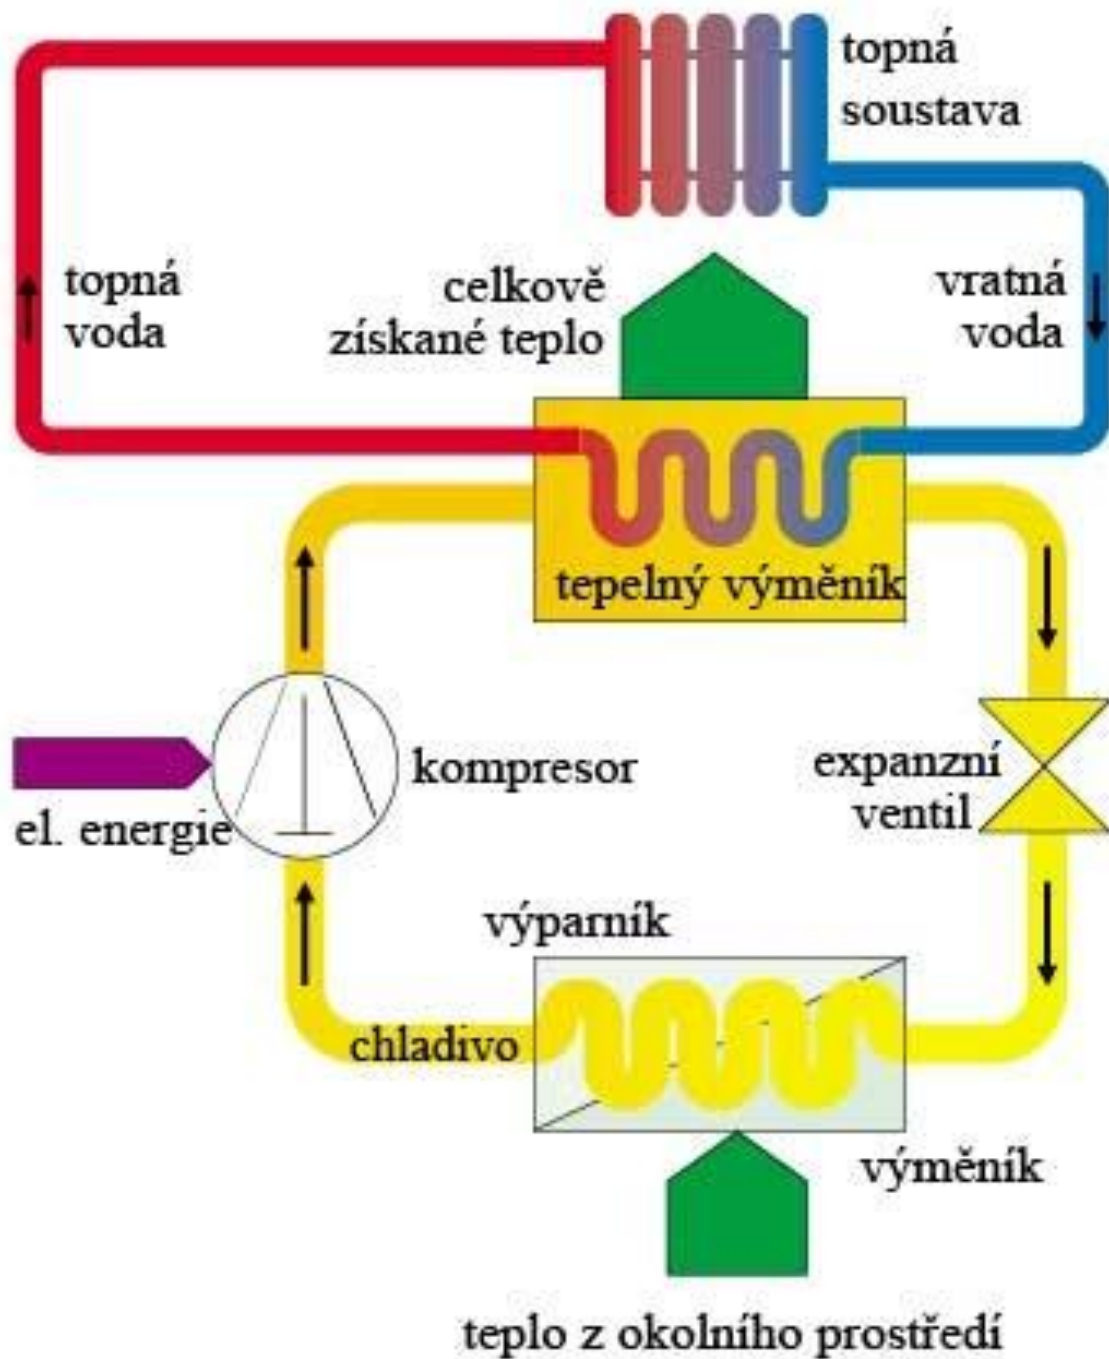 topná
soustava
topná
voda
celkově
získané teplo
vratná
voda
tepelný výměník
kompresor
el. energie
expanzní
ventil
výparník
chladivo
výměník
teplo z okolního prostředí